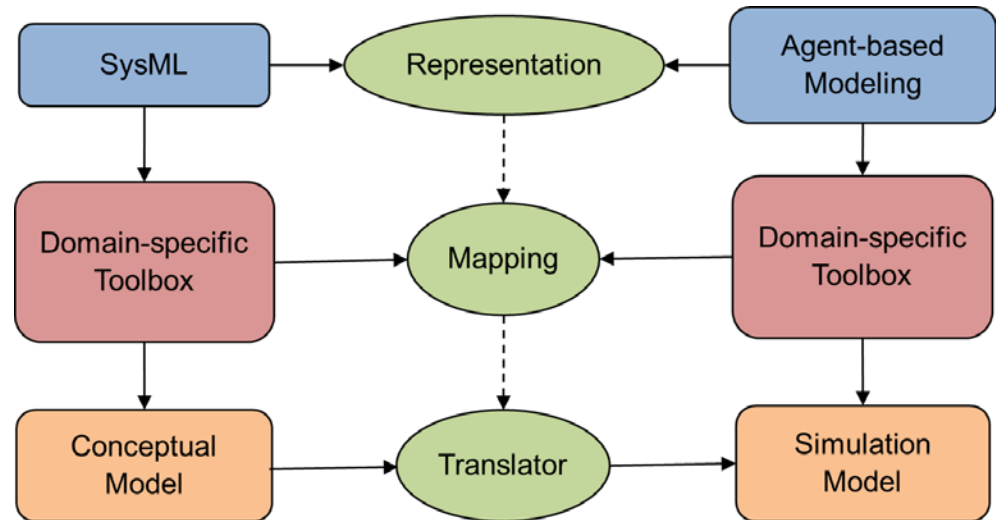 SysML
Representation
Agent-based
Modeling
Domain-specific
Toolbox
Mapping
Domain-specific
Toolbox
Conceptual
Model
Translator
Simulation
Model